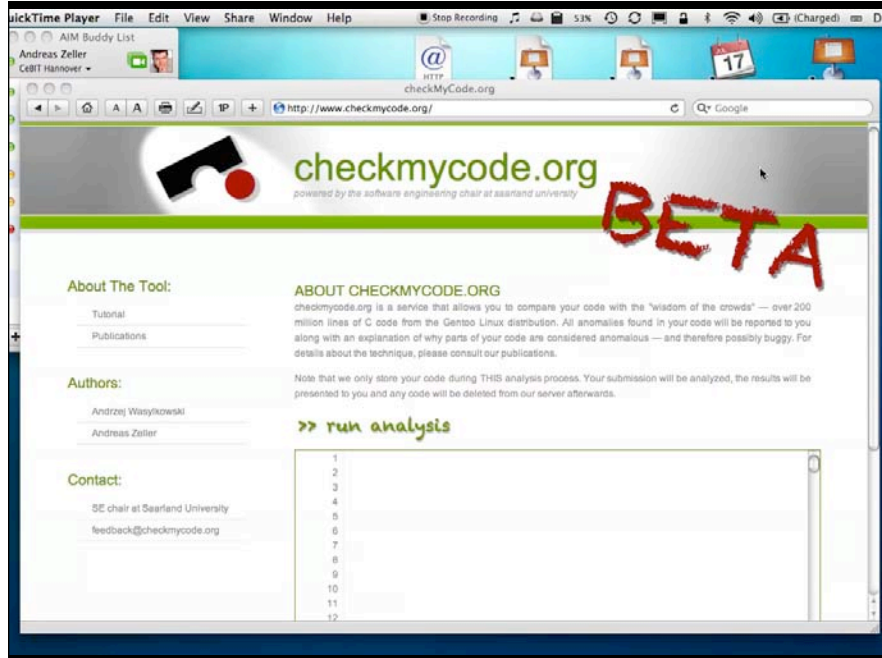 uickTime Player File Edit View Share Window Help Stop Recording 53% (Charged) D
AIM Buddy List
Andreas Zeller
CeBIT Hannover
@
HTTP
17
checkMyCode.org
A A 1P + http://www.checkmycode.org/ Google
checkmycode.org
powered by the software engineering chair at saarland university
BETA
About The Tool:
Tutorial
Publications
Authors:
Andrzej Wasylkowski
Andreas Zeller
Contact:
SE chair at Saarland University
feedback@checkmycode.org
ABOUT CHECKMYCODE.ORG
checkmycode.org is a service that allows you to compare your code with the "wisdom of the crowds" — over 200
million lines of C code from the Gentoo Linux distribution. All anomalies found in your code will be reported to you
along with an explanation of why parts of your code are considered anomalous — and therefore possibly buggy. For
details about the technique, please consult our publications.
Note that we only store your code during THIS analysis process. Your submission will be analyzed, the results will be
presented to you and any code will be deleted from our server afterwards.
>> run analysis
1
2
3
4
5
6
7
8
9
10
11
12